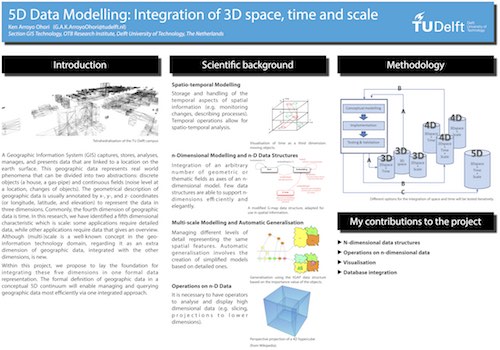 5D Data Modelling: Integration of 3D space, time and scale
Ken Arroyo Ohori (G.A.K.ArroyoOhori@tudelft.nl)
Section GIS Technology, OTB Research Institute, Delft University of Technology, The Netherlands
TUDelft
Delft
University of
Technology
Introduction
Tetrahedralization of the TU Delft campus
A Geographic Information System (GIS) captures, stores, analyses,
manages, and presents data that are linked to a location on the
earth surface. This geographic data represents real world
phenomena that can be divided into two abstractions: discrete
objects (a house, a gas pipe) and continuous fields (noise level at
a location, changes of objects). The geometrical description of
geographic data is usually annotated by x, y and z coordinates
(or longitude, latitude, and elevation) to represent the data in
three dimensions. Commonly, the fourth dimension of geographic
data is time. In this research, we have identified a fifth dimensional
characteristic which is scale: some applications require detailed
data, while other applications require data that gives an overview.
Although (multi-)scale is a well-known concept in the geo-
information technology domain, regarding it as an extra
dimension of geographic data, integrated with the other
dimensions, is new.
Within this project, we propose to lay the foundation for
integrating these five dimensions in one formal data
representation. The formal definition of geographic data in a
conceptual 5D continuum will enable managing and querying
geographic data most efficiently via one integrated approach.
Scientific background
Spatio-temporal Modelling
Storage and handling of the
temporal aspects of spatial
information (e.g. monitoring
changes, describing processes).
Temporal operations allow for
spatio-temporal analysis.
Visualisation of time as a third dimension
moving objects
n-Dimensional Modelling and n-D Data Structures
Integration of an arbitrary
number of geometric or
thematic fields as axes of an n-
dimensional model. Few data
structures are able to support n-
dimensions efficiently and
elegantly.
Multi-scale Modelling and Automatic Generalisation
Managing different levels of
detail representing the same
spatial features. Automatic
generalisation involves the
creation of simplified models
based on detailed ones.
Generalisation using the tGAP data structure
based on the importance value of the objects
Operations on n-D Data
It is necessary to have operators
to analyse and display high
dimensional data (e.g. slicing,
projections to lower
dimensions).
Perspective projection of a 4D hypercube
(from Wikipedia)
Methodology
A
B
Conceptual modelling
Implementation
Testing & validation
3D
4D
5D
B
A
C
Different options for the integration of space and time will be tested iteratively
My contributions to the project
N-dimensional data structures
Operations on n-dimensional data
Visualisation
Database integration